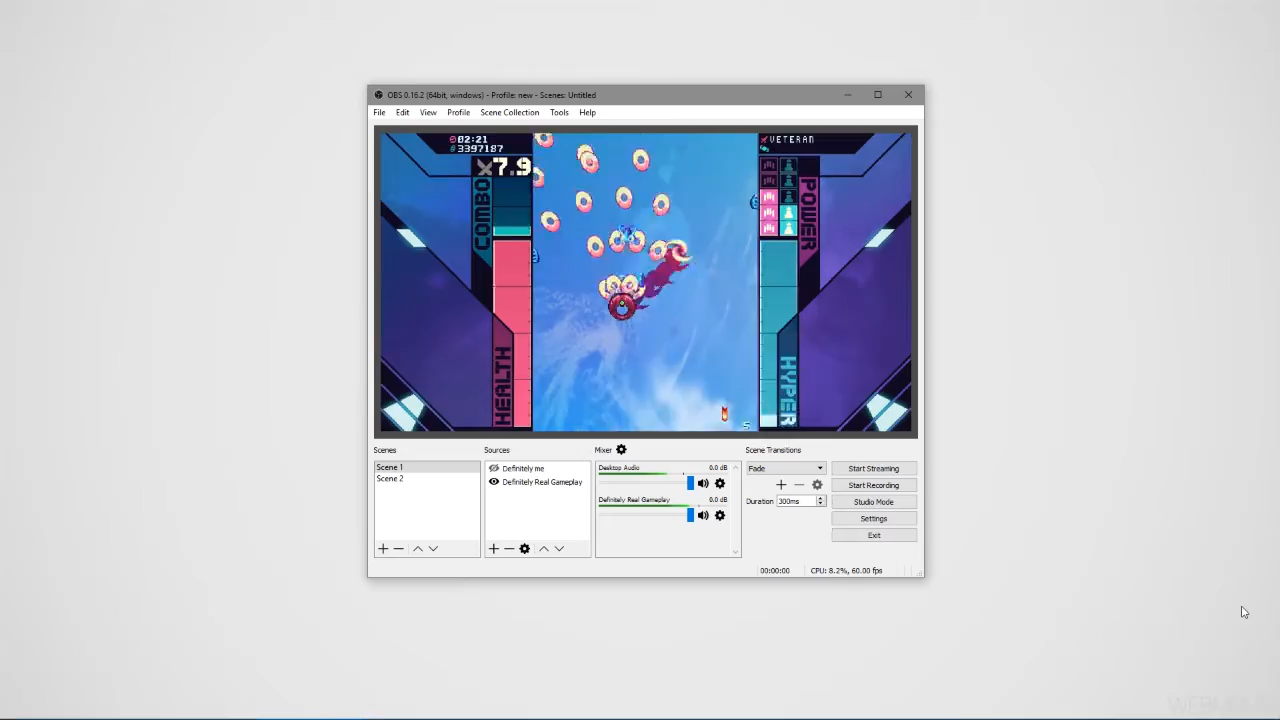 OBS 0.16.2 (64bit, windows) - Profile: new - Scenes: Untitled
File Edit View Profile Scene Collection Tools Help
02:21
3397187
x7.9
COMBO
HEALTH
VETERAN
POWER
HYPER
5
Scenes
Scene 1
Scene 2
Sources
Definitely me
Definitely Real Gameplay
Mixer
Desktop Audio 0.0 dB
Definitely Real Gameplay 0.0 dB
Scene Transitions
Fade
Duration 300ms
Start Streaming
Start Recording
Studio Mode
Settings
Exit
00:00:00 CPU: 8.2%, 60.00 fps